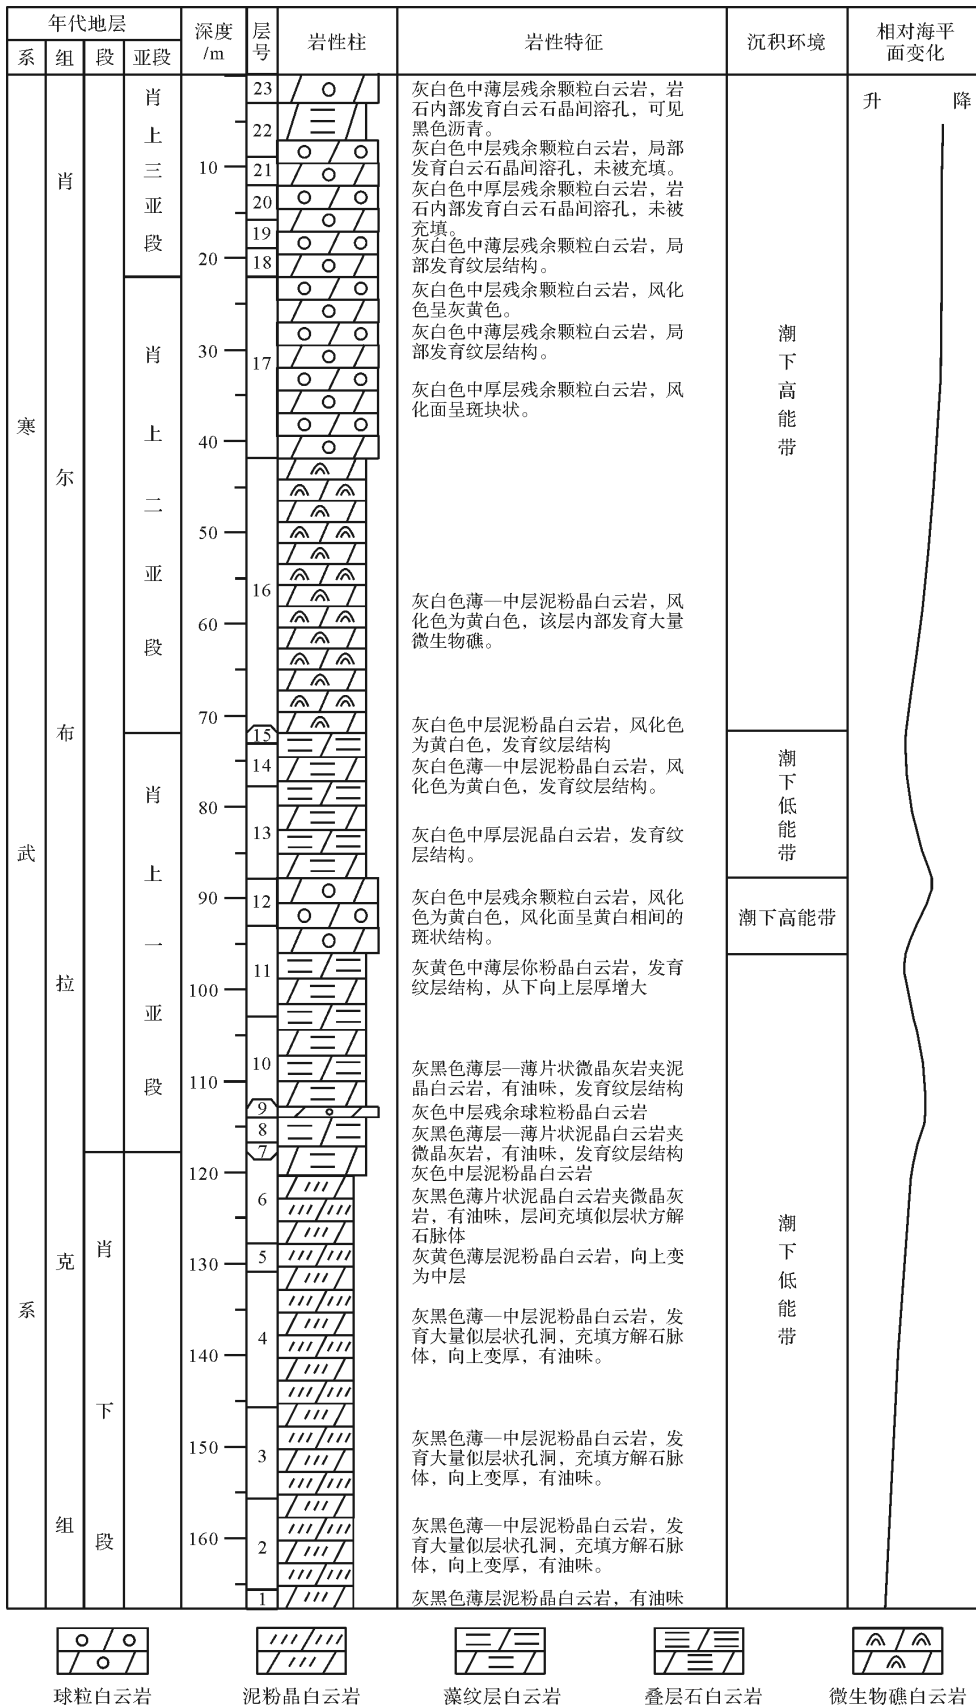 年代地层
深度
/m
层
号
岩性柱
岩性特征
沉积环境
相对海平
面变化
系
组
段
亚段
升
降
寒
武
系
肖
尔
布
拉
克
组
肖
下
段
肖
上
三
亚
段
肖
上
二
亚
段
肖
上
一
亚
段
10
20
30
40
50
60
70
80
90
100
110
120
130
140
150
160
23
22
21
20
19
18
17
16
15
14
13
12
11
10
9
8
7
6
5
4
3
2
1
灰白色中薄层残余颗粒白云岩，岩
石内部发育白云石晶间溶孔，可见
黑色沥青。
灰白色中层残余颗粒白云岩，局部
发育白云石晶间溶孔，未被充填。
灰白色中厚层残余颗粒白云岩，岩
石内部发育白云石晶间溶孔，未被
充填。
灰白色中薄层残余颗粒白云岩，局
部发育纹层结构。
灰白色中层残余颗粒白云岩，风化
色呈灰黄色。
灰白色中薄层残余颗粒白云岩，局
部发育纹层结构。
灰白色中厚层残余颗粒白云岩，风
化面呈斑块状。
灰白色薄—中层泥粉晶白云岩，风
化色为黄白色，该层内部发育大量
微生物礁。
灰白色中层泥粉晶白云岩，风化色
为黄白色，发育纹层结构
灰白色薄—中层泥粉晶白云岩，风
化色为黄白色，发育纹层结构。
灰白色中厚层泥晶白云岩，发育纹
层结构。
灰白色中层残余颗粒白云岩，风化
色为黄白色，风化面呈黄白相间的
斑状结构。
灰黄色中薄层你粉晶白云岩，发育
纹层结构，从下向上层厚增大
灰黑色薄层—薄片状微晶灰岩夹泥
晶白云岩，有油味，发育纹层结构
灰色中层残余球粒粉晶白云岩
灰黑色薄层—薄片状泥晶白云岩夹
微晶灰岩，有油味，发育纹层结构
灰色中层泥粉晶白云岩
灰黑色薄片状泥晶白云岩夹微晶灰
岩，有油味，层间充填似层状方解
石脉体
灰黄色薄层泥粉晶白云岩，向上变
为中层
灰黑色薄—中层泥粉晶白云岩，发
育大量似层状孔洞，充填方解石脉
体，向上变厚，有油味。
灰黑色薄—中层泥粉晶白云岩，发
育大量似层状孔洞，充填方解石脉
体，向上变厚，有油味。
灰黑色薄—中层泥粉晶白云岩，发
育大量似层状孔洞，充填方解石脉
体，向上变厚，有油味。
灰黑色薄层泥粉晶白云岩，有油味
潮
下
高
能
带
潮
下
低
能
带
潮下高能带
潮
下
低
能
带
球粒白云岩
泥粉晶白云岩
藻纹层白云岩
叠层石白云岩
微生物礁白云岩